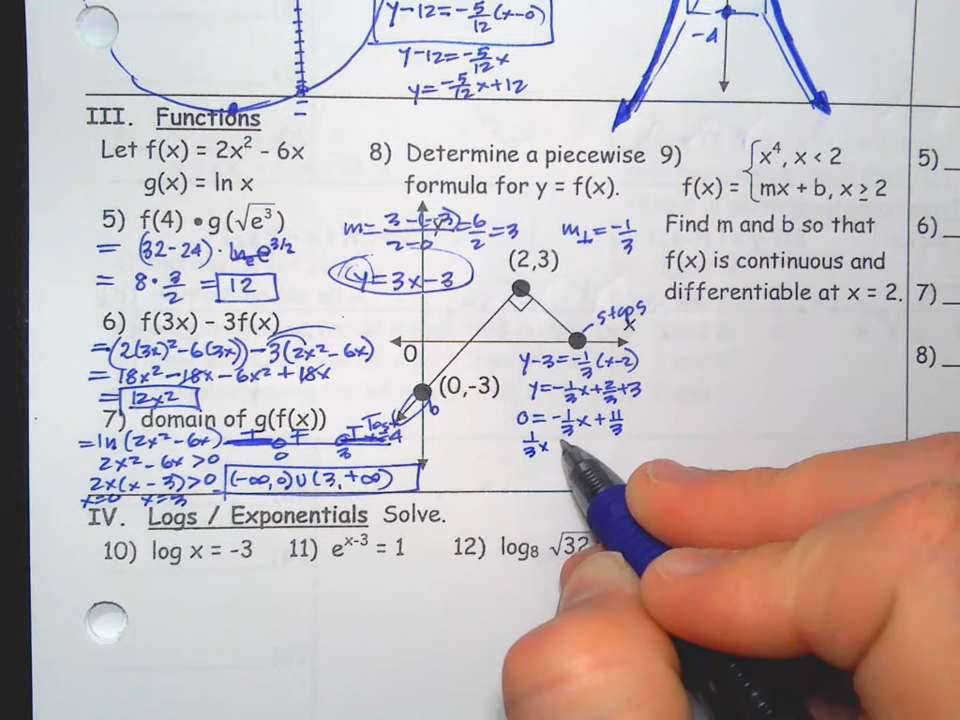 y-12=-5/12(x-0)
y-12=-5/12x
y=-5/12x+12
-4
III. Functions
Let f(x) = 2x² - 6x
g(x) = ln x
5) f(4) • g(√e³)
= (32-24) · ln e^3/2
= 8 · 3/2 = 12
6) f(3x) - 3f(x)
=(2(3x)²-6(3x))-3(2x²-6x)
= 18x²-18x-6x²+18x
= 12x²
7) domain of g(f(x))
=ln(2x²-6x)
2x²-6x>0
2x(x-3)>0
x=0 x=3
T F T
0 3
(-∞,0)∪(3,+∞)
8) Determine a piecewise
formula for y = f(x).
m=3-(-3)/2-0=6/2=3
m⊥=-1/3
y=3x-3
y
(2,3)
stops
x
0
(0,-3)
b
y-3=-1/3(x-2)
y=-1/3x+2/3+3
0=-1/3x+11/3
1/3x
9) f(x) = { x⁴, x < 2
mx + b, x ≥ 2
Find m and b so that
f(x) is continuous and
differentiable at x = 2.
5)
6)
7)
8)
IV. Logs / Exponentials Solve.
10) log x = -3 11) e^x-3 = 1 12) log₈ √32